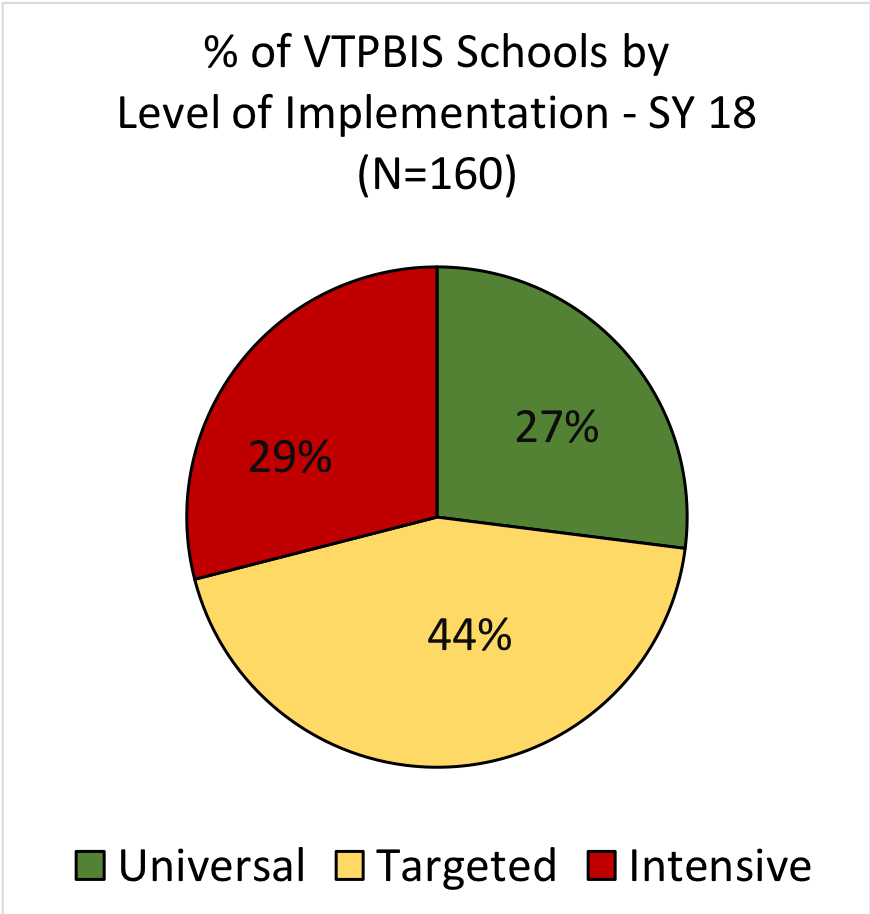 % of VTPBIS Schools by
Level of Implementation - SY 18
(N=160)
27%
29%
44%
Universal Targeted Intensive